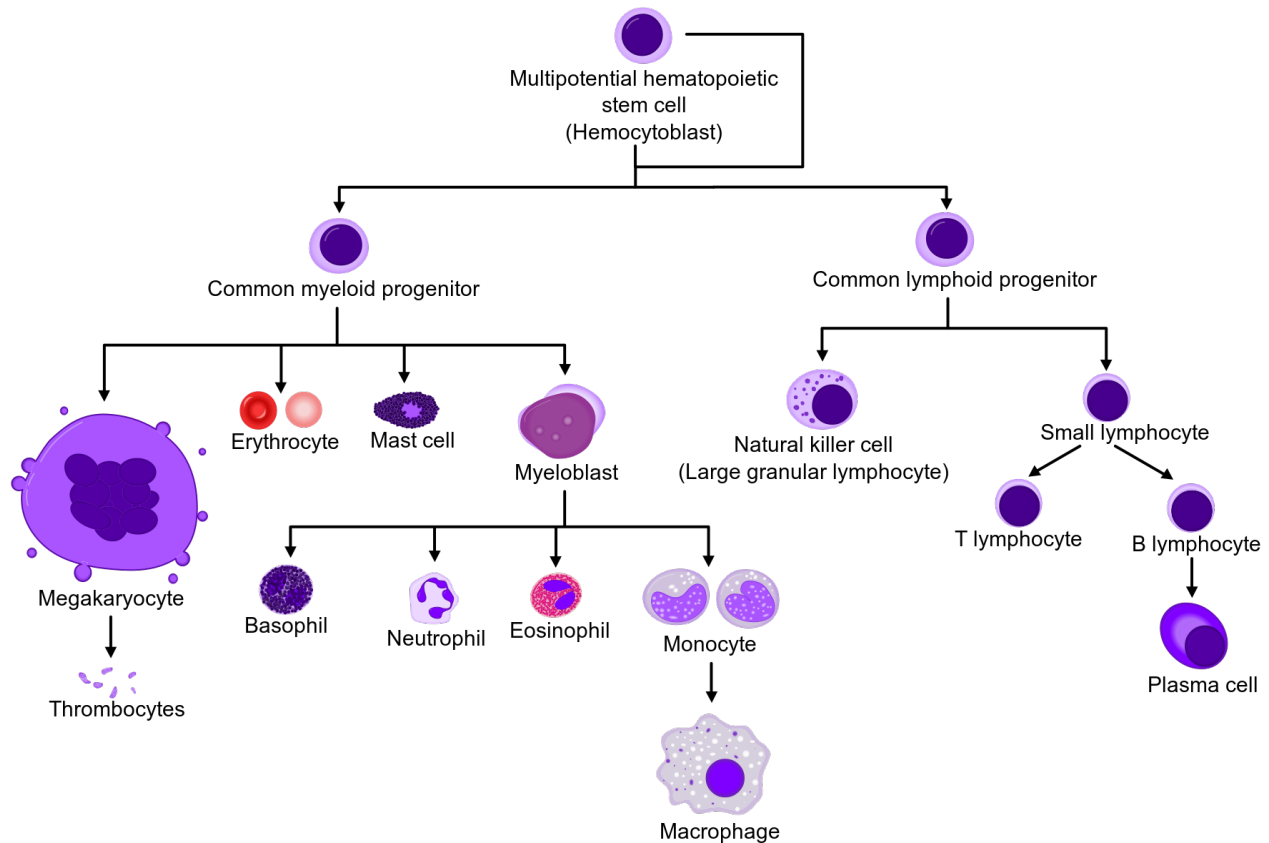 Multipotential hematopoietic
stem cell
(Hemocytoblast)
Common myeloid progenitor
Common lymphoid progenitor
Erythrocyte
Mast cell
Myeloblast
Natural killer cell
(Large granular lymphocyte)
Small lymphocyte
T lymphocyte
B lymphocyte
Megakaryocyte
Basophil
Neutrophil
Eosinophil
Monocyte
Plasma cell
Thrombocytes
Macrophage